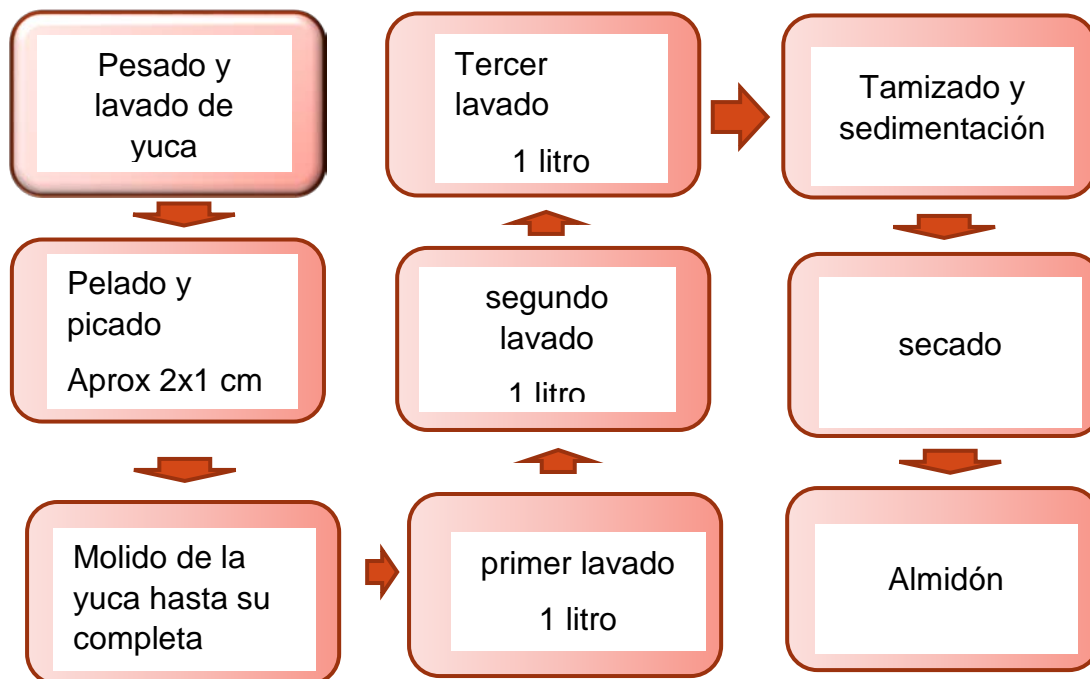 Pesado y
lavado de
yuca
Pelado y
picado
Aprox 2x1 cm
Molido de la
yuca hasta su
completa
primer lavado
1 litro
segundo
lavado
1 litro
Tercer
lavado
1 litro
Tamizado y
sedimentación
secado
Almidón